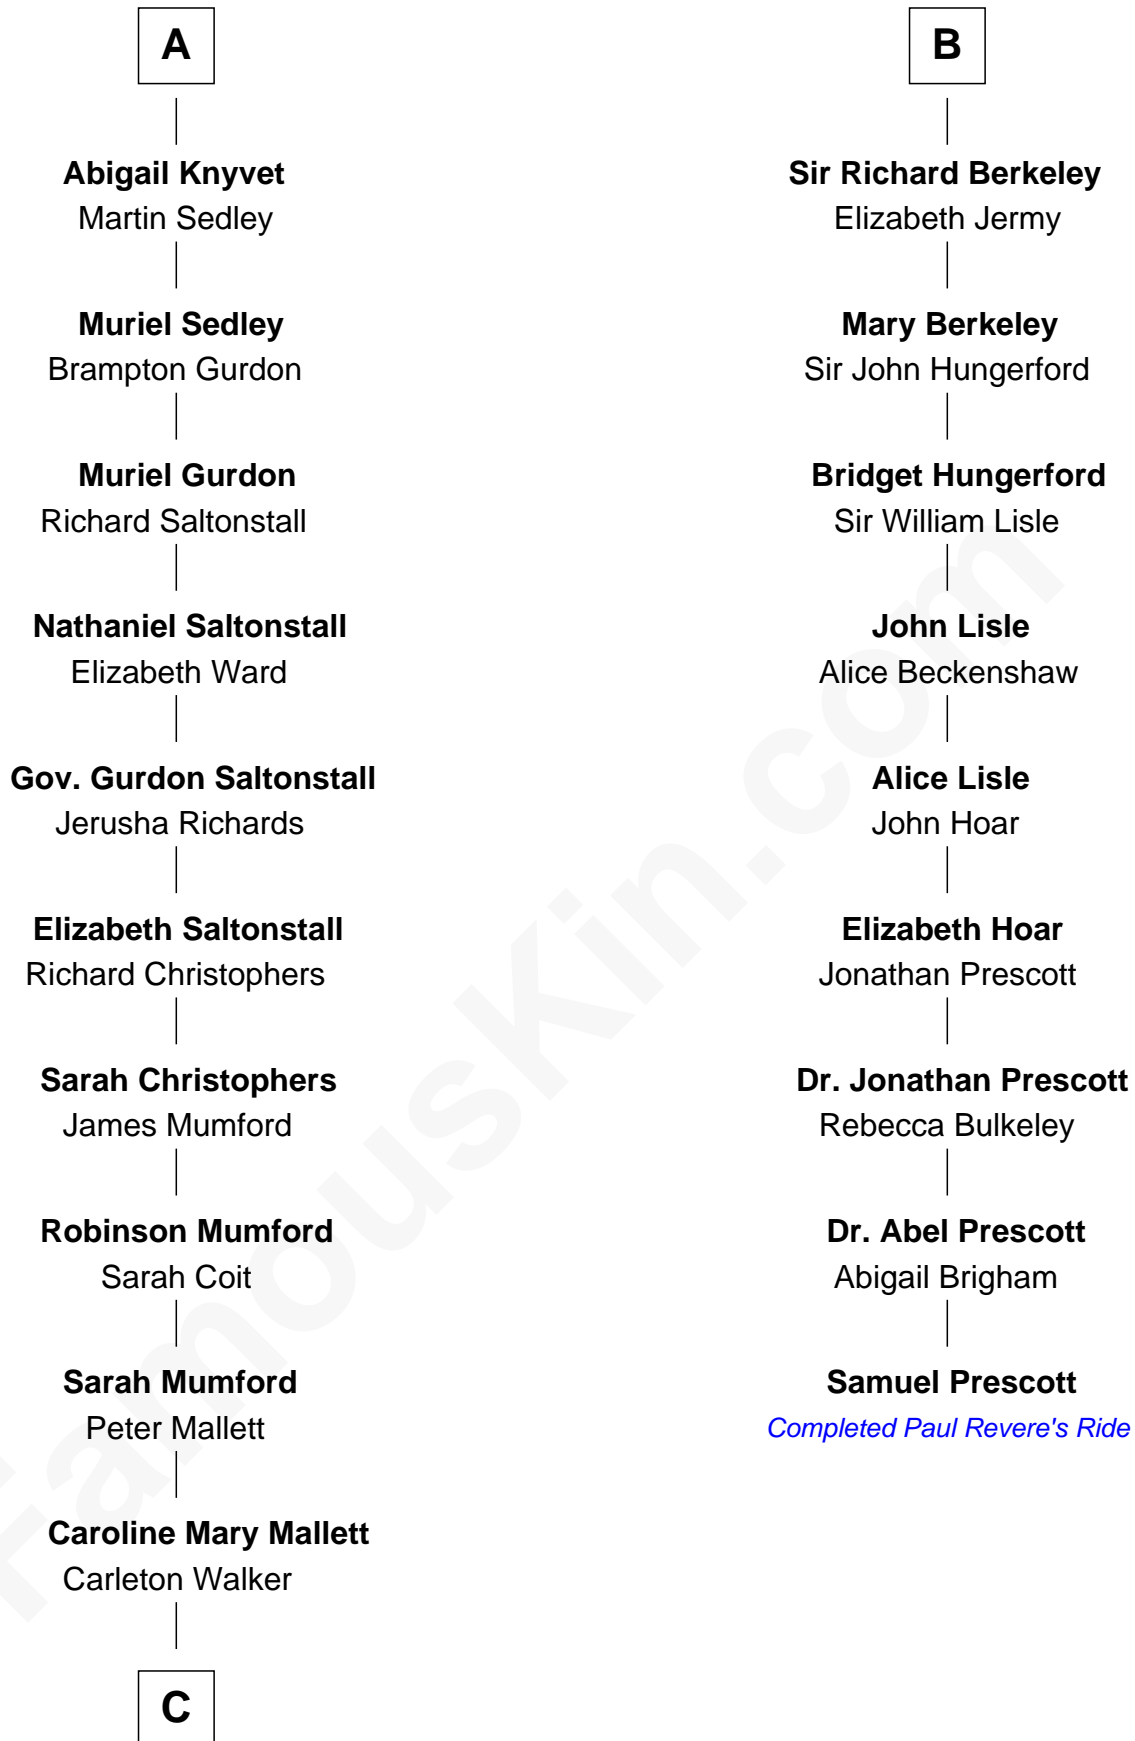 A
Abigail Knyvet
Martin Sedley
Muriel Sedley
Brampton Gurdon
Muriel Gurdon
Richard Saltonstall
Nathaniel Saltonstall
Elizabeth Ward
Gov. Gurdon Saltonstall
Jerusha Richards
Elizabeth Saltonstall
Richard Christophers
Sarah Christophers
James Mumford
Robinson Mumford
Sarah Coit
Sarah Mumford
Peter Mallett
Caroline Mary Mallett
Carleton Walker
C
B
Sir Richard Berkeley
Elizabeth Jermy
Mary Berkeley
Sir John Hungerford
Bridget Hungerford
Sir William Lisle
John Lisle
Alice Beckenshaw
Alice Lisle
John Hoar
Elizabeth Hoar
Jonathan Prescott
Dr. Jonathan Prescott
Rebecca Bulkeley
Dr. Abel Prescott
Abigail Brigham
Samuel Prescott
Completed Paul Revere's Ride
FamousKin.com